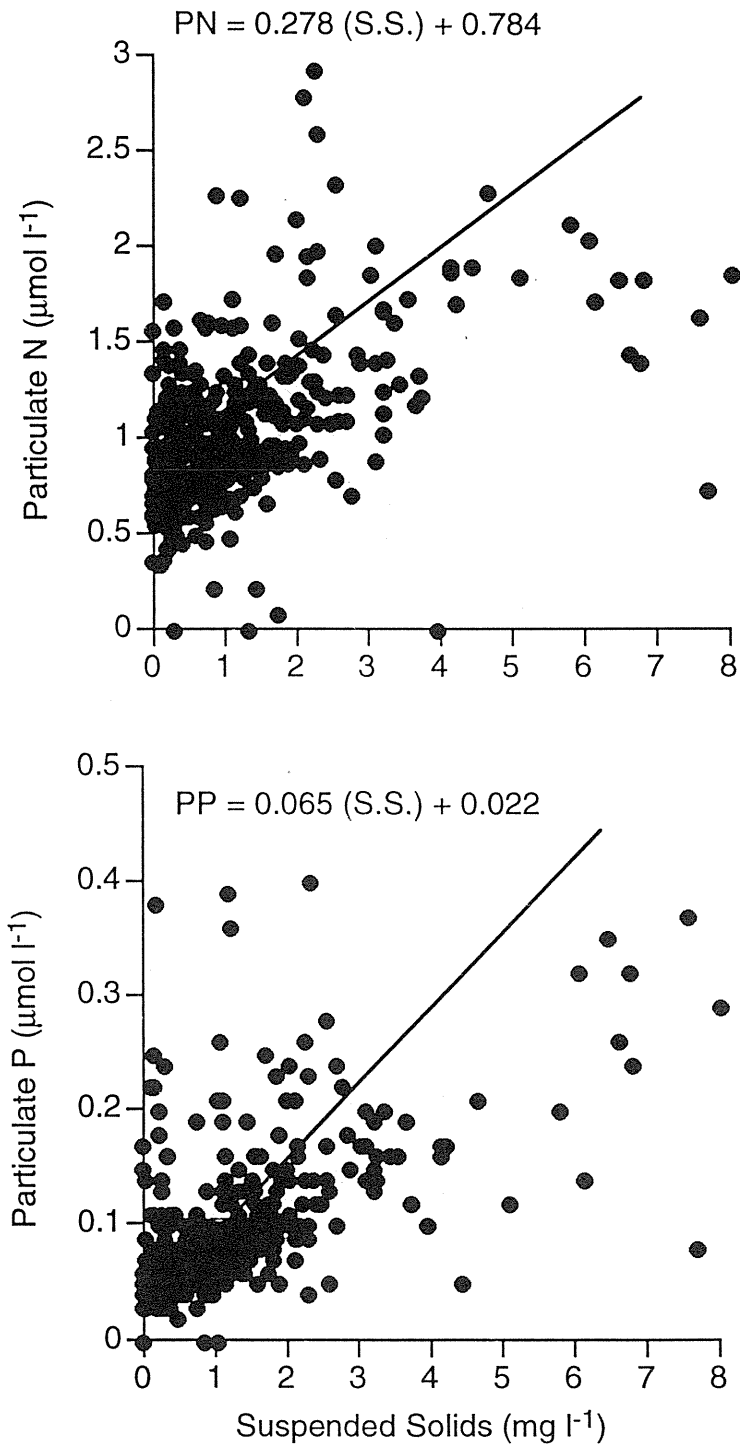 PN = 0.278 (S.S.) + 0.784
3
2.5
2
1.5
1
0.5
0
Particulate N (µmol l-1)
0 1 2 3 4 5 6 7 8
0.5
PP = 0.065 (S.S.) + 0.022
0.4
0.3
0.2
0.1
0
Particulate P (µmol l-1)
0 1 2 3 4 5 6 7 8
Suspended Solids (mg l-1)